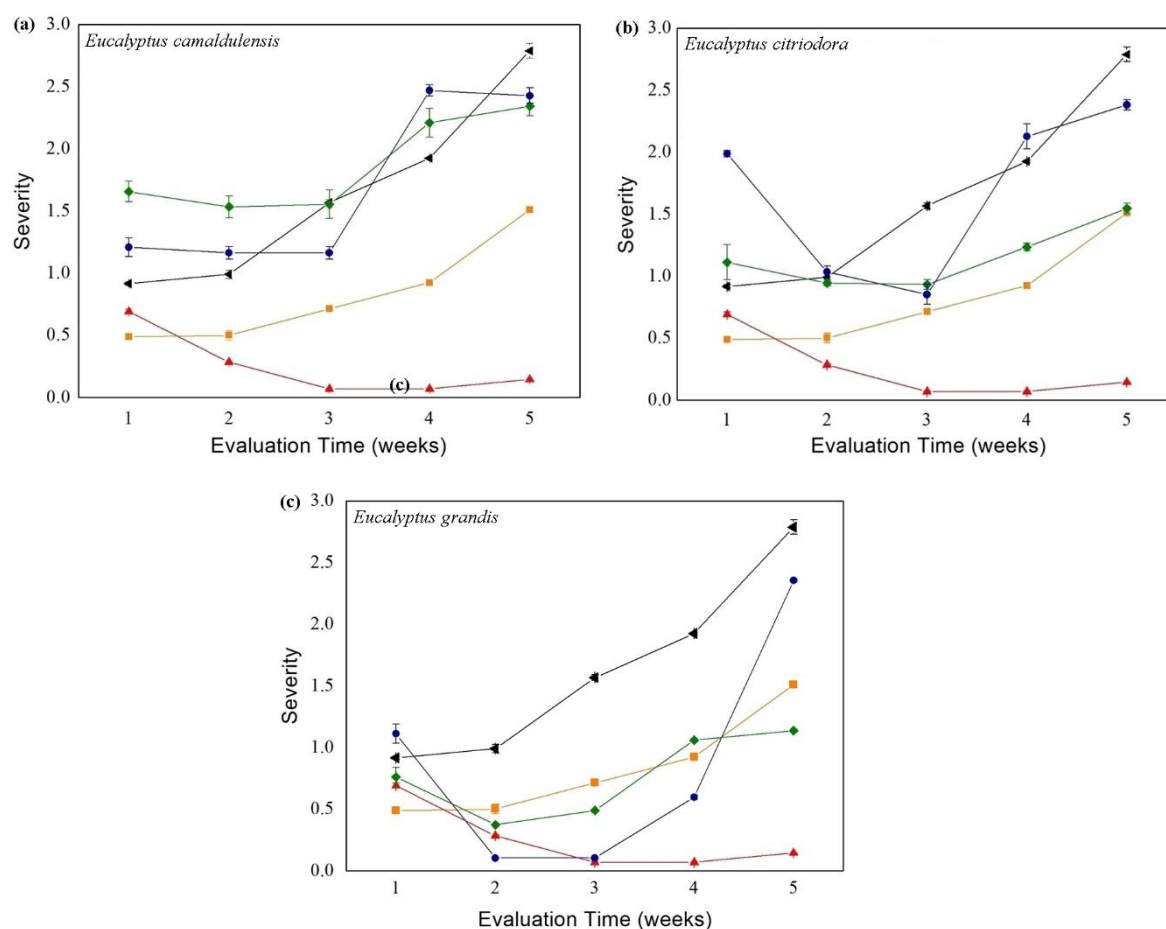 (a)
Eucalyptus camaldulensis
3.0
2.5
2.0
1.5
1.0
0.5
0.0
Severity
(c)
1 2 3 4 5
Evaluation Time (weeks)
(b)
Eucalyptus citriodora
3.0
2.5
2.0
1.5
1.0
0.5
0.0
Severity
1 2 3 4 5
Evaluation Time (weeks)
(c)
Eucalyptus grandis
3.0
2.5
2.0
1.5
1.0
0.5
0.0
Severity
1 2 3 4 5
Evaluation Time (weeks)